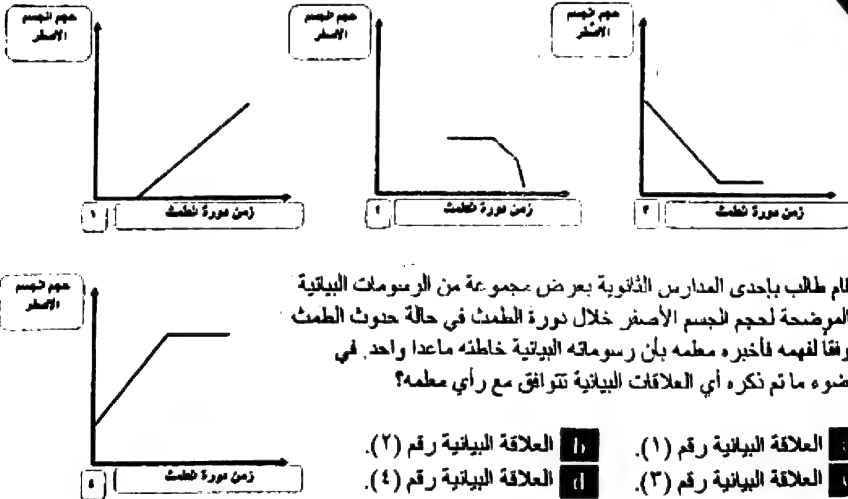 حجم الجسم
الأصفر
زمن دورة الطمث
١
حجم الجسم
الأصفر
زمن دورة الطمث
٢
حجم الجسم
الأصفر
زمن دورة الطمث
٣
حجم الجسم
الأصفر
زمن دورة الطمث
٤
قام طالب بإحدى المدارس الثانوية بعرض مجموعة من الرسومات البيانية
الموضحة لحجم الجسم الأصفر خلال دورة الطمث في حالة حدوث الطمث
وفقاً لفهمه فأخبره معلمه بأن رسوماته البيانية خاطئه ماعدا واحد. في
ضوء ما تم ذكره أي العلاقات البيانية تتوافق مع رأي معلمه؟
العلاقة البيانية رقم (١). b العلاقة البيانية رقم (٢).
العلاقة البيانية رقم (٣). d العلاقة البيانية رقم (٤).